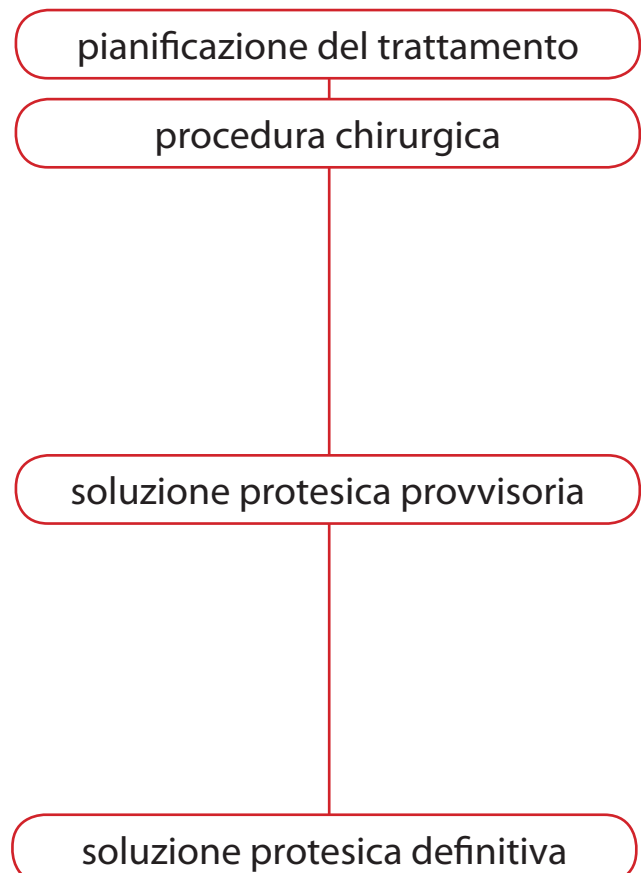 pianificazione del trattamento
procedura chirurgica
soluzione protesica provvisoria
soluzione protesica definitiva